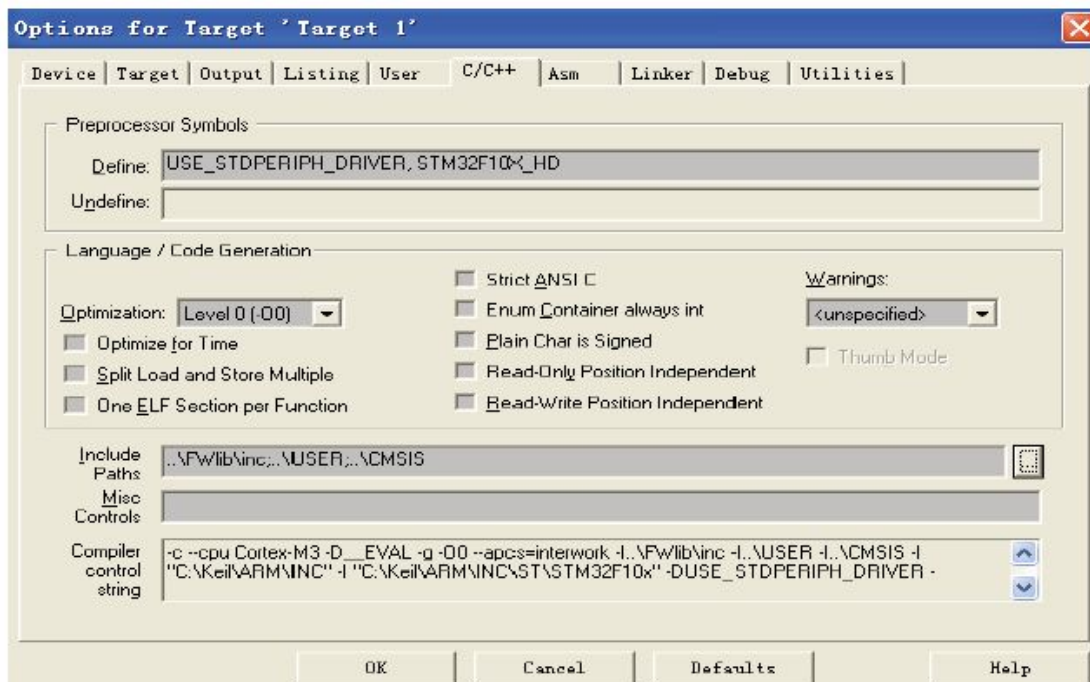 Options for Target 'Target 1'
Device Target Output Listing User C/C++ Asm Linker Debug Utilities
Preprocessor Symbols
Define: USE_STDPERIPH_DRIVER, STM32F10X_HD
Undefine:
Language / Code Generation
Optimization: Level 0 (-O0)
Optimize for Time
Split Load and Store Multiple
One ELF Section per Function
Strict ANSI C
Enum Container always int
Plain Char is Signed
Read-Only Position Independent
Read-Write Position Independent
Warnings:
<unspecified>
Thumb Mode
Include
Paths
..\FWlib\inc;..\USER;..\CMSIS
...
Misc
Controls
Compiler
control
string
-c --cpu Cortex-M3 -D__EVAL -g -O0 --apcs=interwork -I..\FWlib\inc -I..\USER -I..\CMSIS -I
"C:\Keil\ARM\INC" -I "C:\Keil\ARM\INC\ST\STM32F10x" -DUSE_STDPERIPH_DRIVER -
OK Cancel Defaults Help